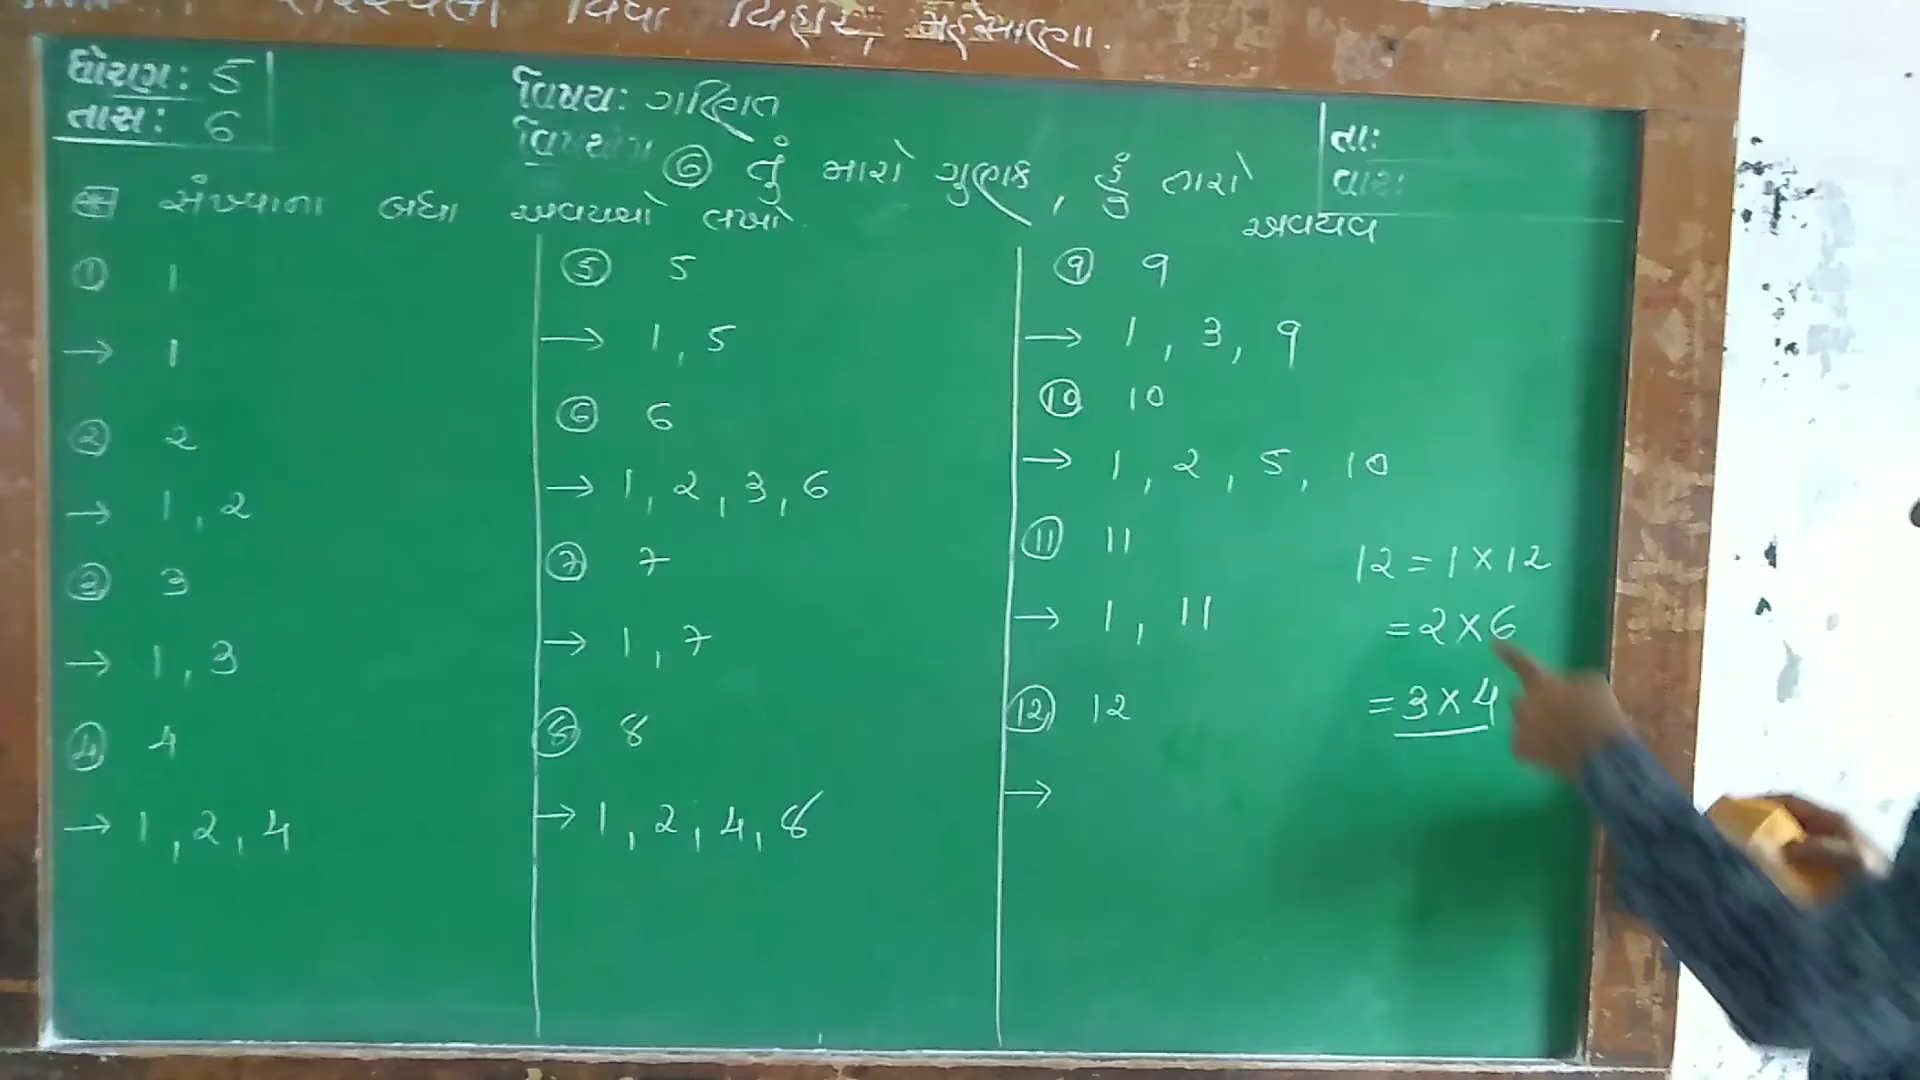 વિદ્યા વિહાર, મહેસાણા.
ધોરણ: 5
તાસ: 6
વિષય: ગણિત
તા:
વાર:
6 તું મારો ગુણક, હું તારો
અવયવ
સંખ્યાના બધા અવયવો લખો.
① 1
→ 1
② 2
→ 1, 2
③ 3
→ 1, 3
④ 4
→ 1, 2, 4
⑤ 5
→ 1, 5
⑥ 6
→ 1, 2, 3, 6
⑦ 7
→ 1, 7
⑧ 8
→ 1, 2, 4, 8
⑨ 9
→ 1, 3, 9
⑩ 10
→ 1, 2, 5, 10
⑪ 11
→ 1, 11
⑫ 12
→
12 = 1 × 12
= 2 × 6
= 3 × 4